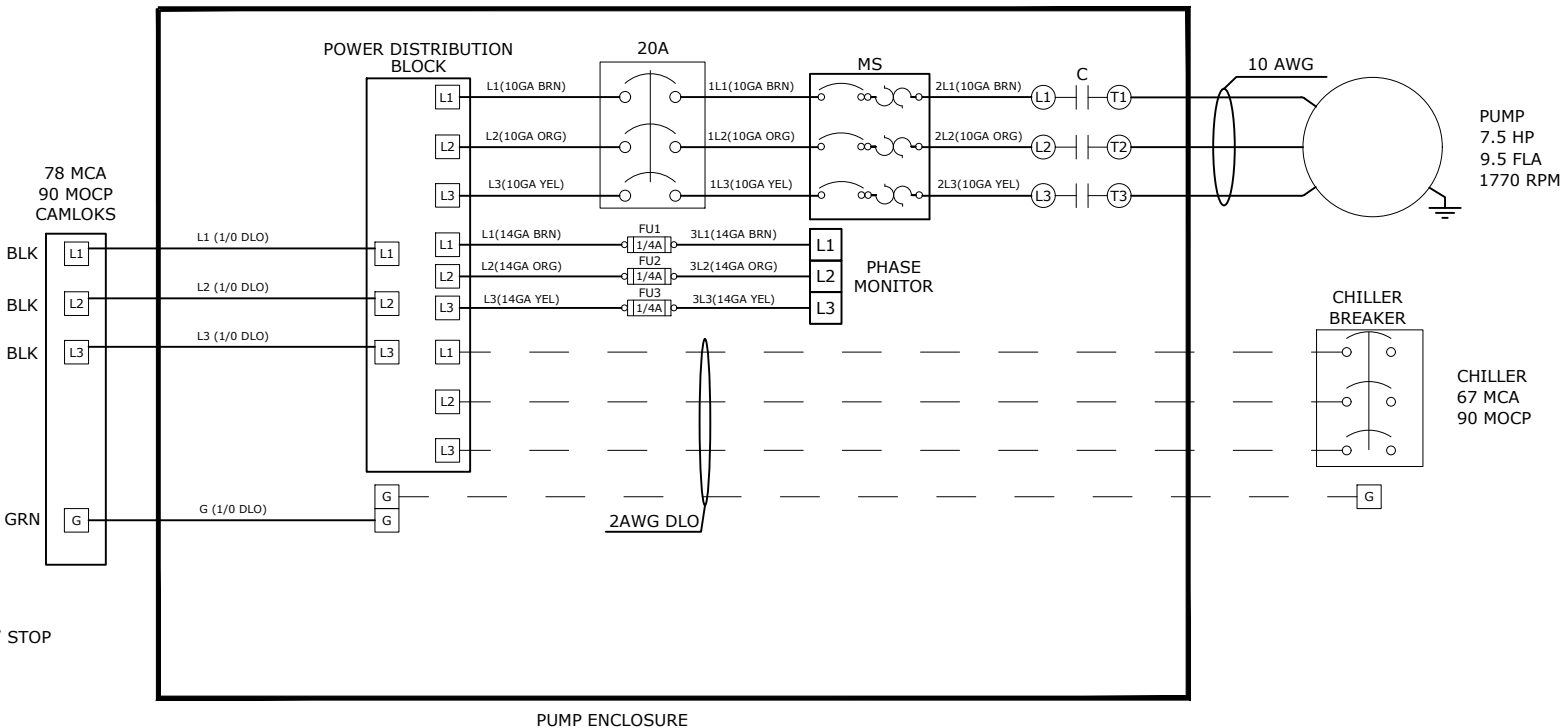 POWER DISTRIBUTION
BLOCK
20A
MS
C
10 AWG
L1
L1(10GA BRN)
1L1(10GA BRN)
2L1(10GA BRN)
L1
T1
L2
L2(10GA ORG)
1L2(10GA ORG)
2L2(10GA ORG)
L2
T2
L3
L3(10GA YEL)
1L3(10GA YEL)
2L3(10GA YEL)
L3
T3
PUMP
7.5 HP
9.5 FLA
1770 RPM
78 MCA
90 MOCP
CAMLOKS
BLK
L1
L1 (1/0 DLO)
L1
BLK
L2
L2 (1/0 DLO)
L2
BLK
L3
L3 (1/0 DLO)
L3
GRN
G
G (1/0 DLO)
G
G
L1
L1(14GA BRN)
FU1
1/4A
3L1(14GA BRN)
L1
L2
L2(14GA ORG)
FU2
1/4A
3L2(14GA ORG)
L2
L3
L3(14GA YEL)
FU3
1/4A
3L3(14GA YEL)
L3
PHASE
MONITOR
L1
L2
L3
2AWG DLO
CHILLER
BREAKER
CHILLER
67 MCA
90 MOCP
G
STOP
PUMP ENCLOSURE